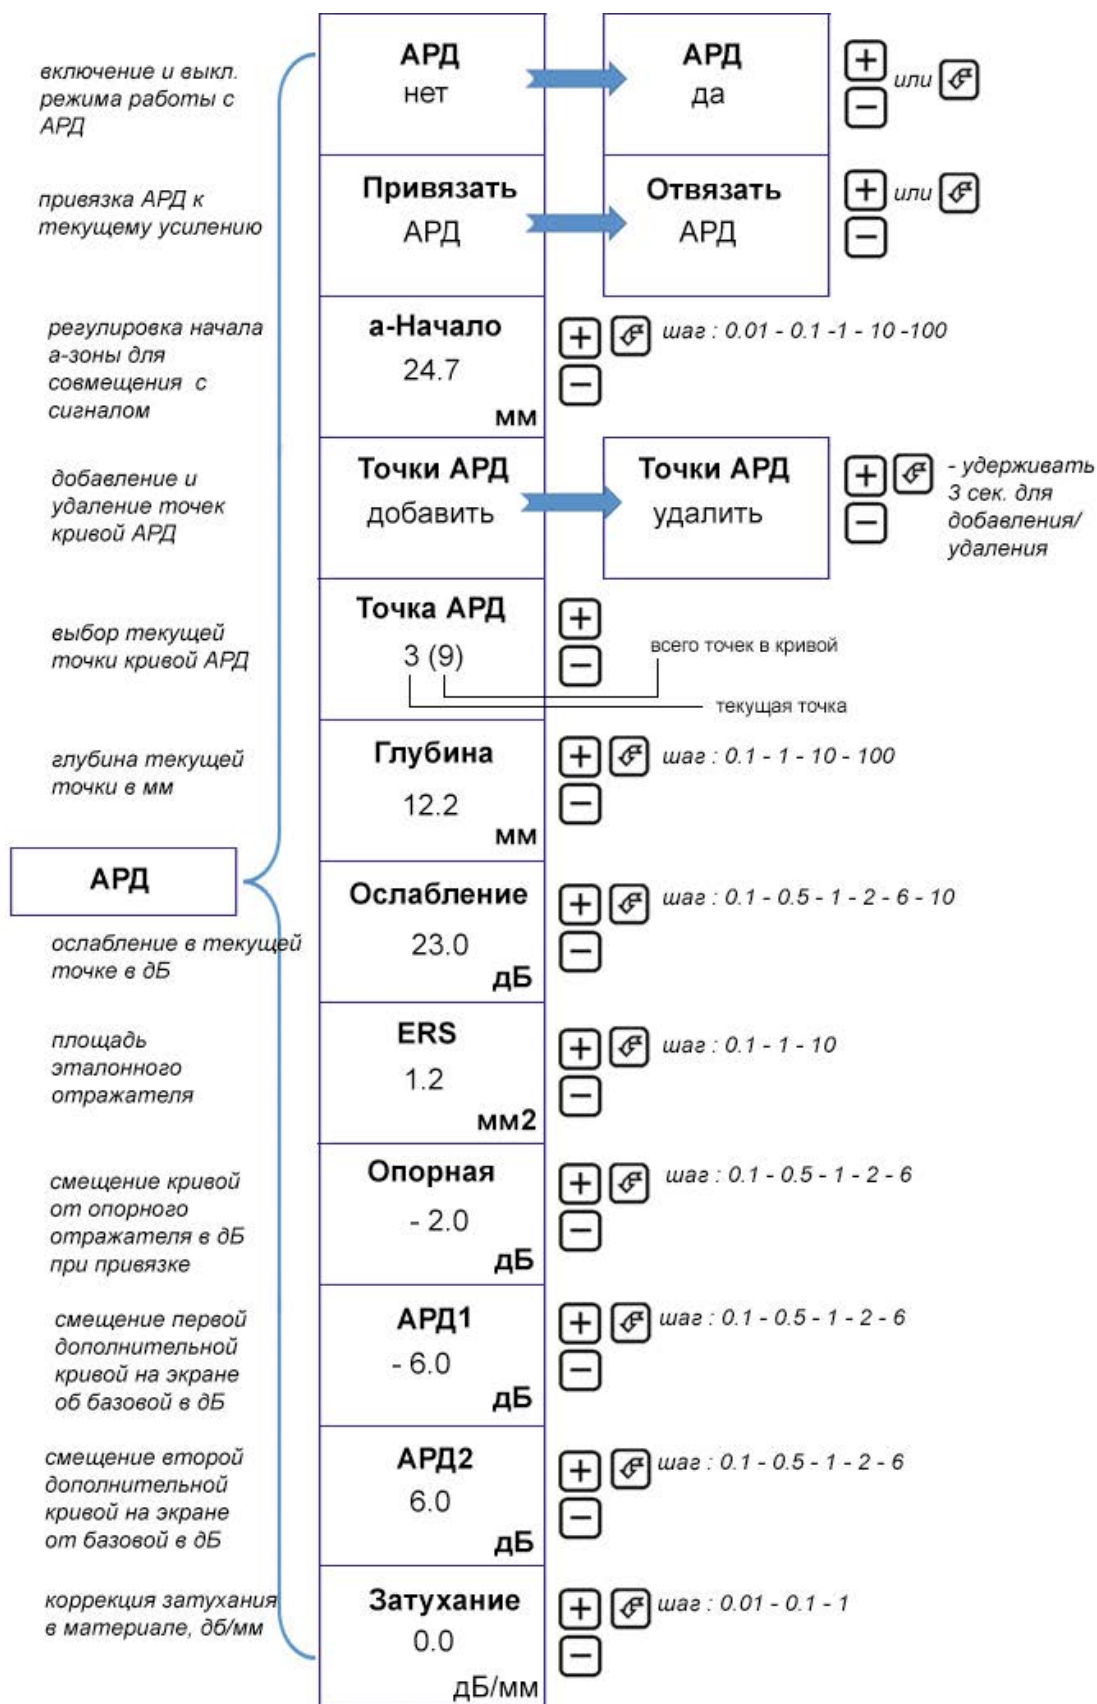 включение и выкл.
режима работы с
АРД
АРД
нет
АРД
да
или
привязка АРД к
текущему усилению
Привязать
АРД
Отвязать
АРД
или
регулировка начала
а-зоны для
совмещения с
сигналом
а-Начало
24.7
мм
шаг : 0.01 - 0.1 -1 - 10 -100
добавление и
удаление точек
кривой АРД
Точки АРД
добавить
Точки АРД
удалить
- удерживать
3 сек. для
добавления/
удаления
выбор текущей
точки кривой АРД
Точка АРД
3 (9)
всего точек в кривой
текущая точка
глубина текущей
точки в мм
Глубина
12.2
мм
шаг : 0.1 - 1 - 10 - 100
АРД
ослабление в текущей
точке в дБ
Ослабление
23.0
дБ
шаг : 0.1 - 0.5 - 1 - 2 - 6 - 10
площадь
эталонного
отражателя
ERS
1.2
мм2
шаг : 0.1 - 1 - 10
смещение кривой
от опорного
отражателя в дБ
при привязке
Опорная
- 2.0
дБ
шаг : 0.1 - 0.5 - 1 - 2 - 6
смещение первой
дополнительной
кривой на экране
об базовой в дБ
АРД1
- 6.0
дБ
шаг : 0.1 - 0.5 - 1 - 2 - 6
смещение второй
дополнительной
кривой на экране
от базовой в дБ
АРД2
6.0
дБ
шаг : 0.1 - 0.5 - 1 - 2 - 6
коррекция затухания
в материале, дб/мм
Затухание
0.0
дБ/мм
шаг : 0.01 - 0.1 - 1